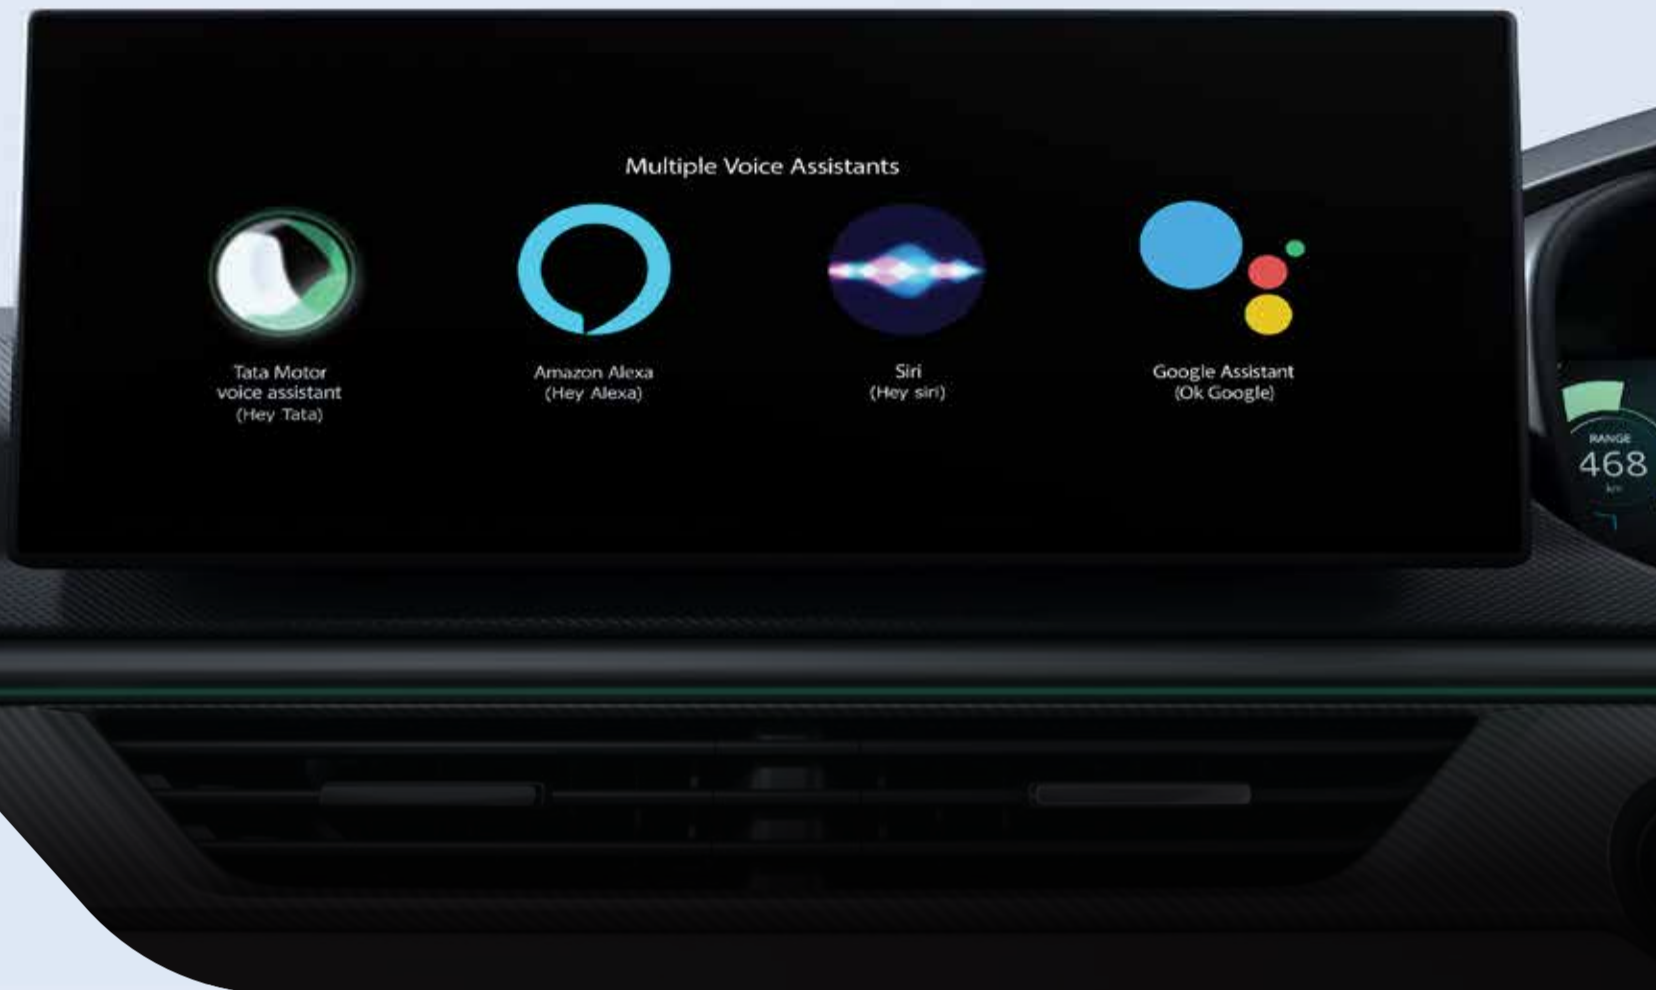 Multiple Voice Assistants
Tata Motor
voice assistant
(Hey Tata)
Amazon Alexa
(Hey Alexa)
Siri
(Hey siri)
Google Assistant
(Ok Google)
RANGE
468
km